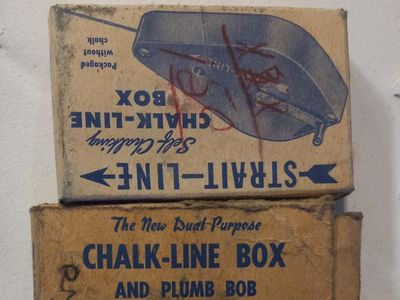 STRAIT—LINE
Self Chalking
CHALK-LINE
BOX
Packaged
without
chalk
The New Dual-Purpose
CHALK-LINE BOX
AND PLUMB BOB